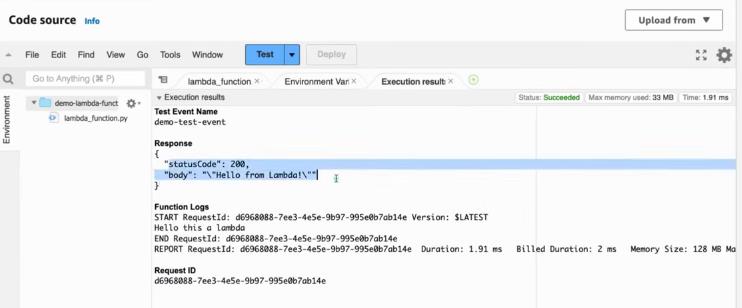 Code source Info
Upload from
File Edit Find View Go Tools Window Test Deploy
Go to Anything (⌘ P)
lambda_function
Environment Vari
Execution results
Environment
demo-lambda-funct
lambda_function.py
Execution results
Status: Succeeded Max memory used: 33 MB Time: 1.91 ms
Test Event Name
demo-test-event
Response
{
"statusCode": 200,
"body": "\"Hello from Lambda!\""
}
Function Logs
START RequestId: d6968088-7ee3-4e5e-9b97-995e0b7ab14e Version: $LATEST
Hello this a lambda
END RequestId: d6968088-7ee3-4e5e-9b97-995e0b7ab14e
REPORT RequestId: d6968088-7ee3-4e5e-9b97-995e0b7ab14e Duration: 1.91 ms Billed Duration: 2 ms Memory Size: 128 MB Ma
Request ID
d6968088-7ee3-4e5e-9b97-995e0b7ab14e